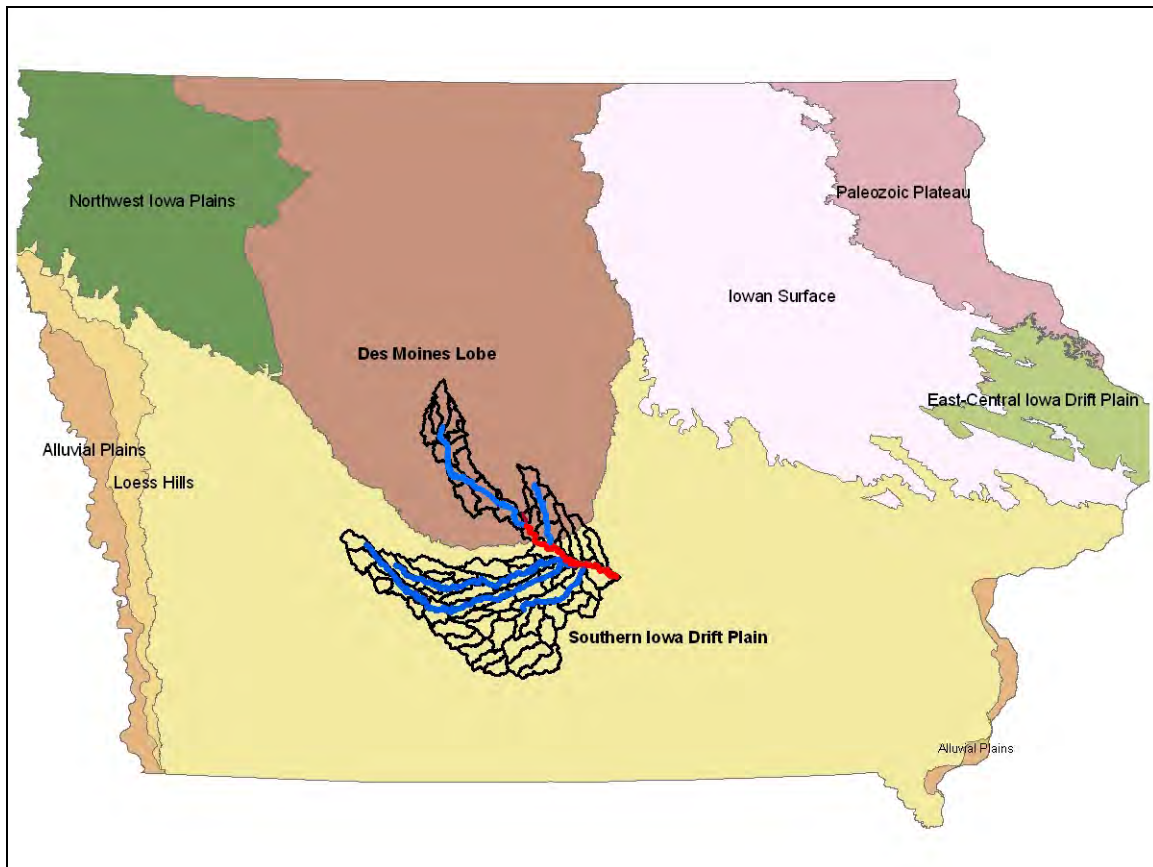 Northwest Iowa Plains
Paleozoic Plateau
Iowan Surface
Des Moines Lobe
East-Central Iowa Drift Plain
Alluvial Plains
Loess Hills
Southern Iowa Drift Plain
Alluvial Plains